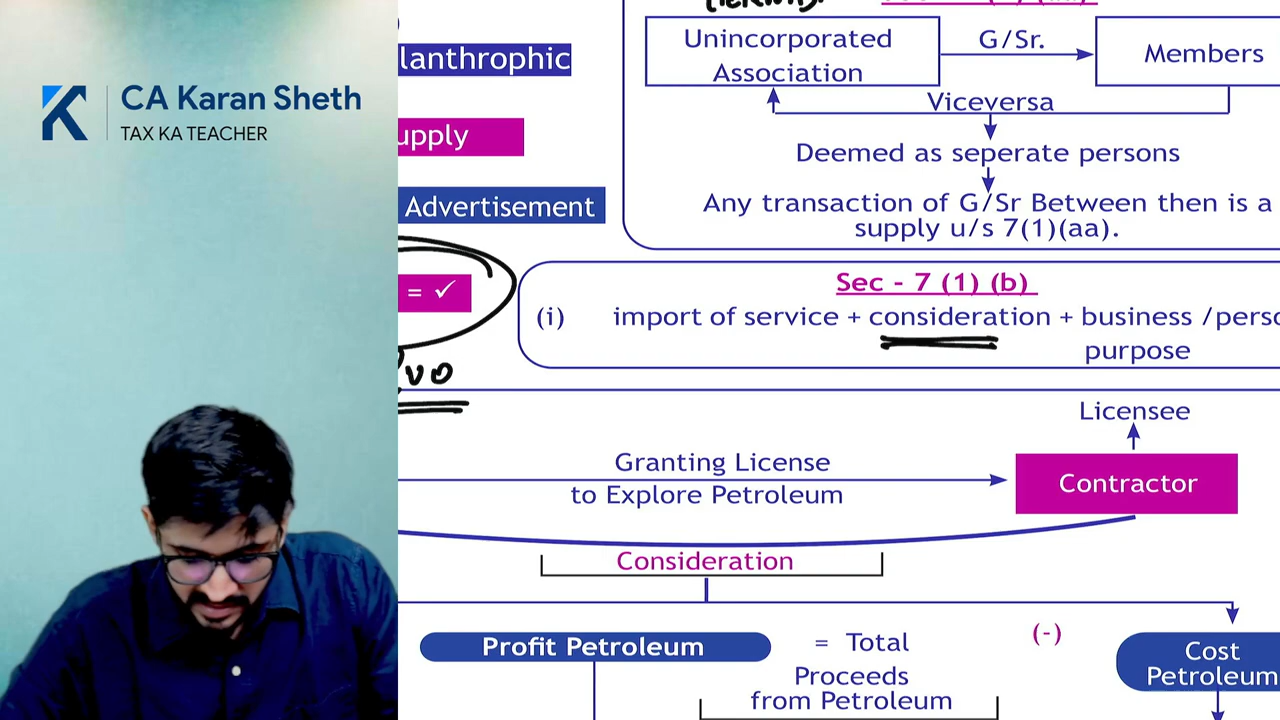 CA Karan Sheth
TAX KA TEACHER
lanthrophic
upply
Advertisement
= ✓
Unincorporated
Association
G/Sr.
Members
Viceversa
Deemed as seperate persons
Any transaction of G/Sr Between then is a
supply u/s 7(1)(aa).
Sec - 7 (1) (b)
(i) import of service + consideration + business /perso
purpose
Licensee
Granting License
to Explore Petroleum
Contractor
Consideration
Profit Petroleum
= Total
Proceeds
from Petroleum
(-)
Cost
Petroleum